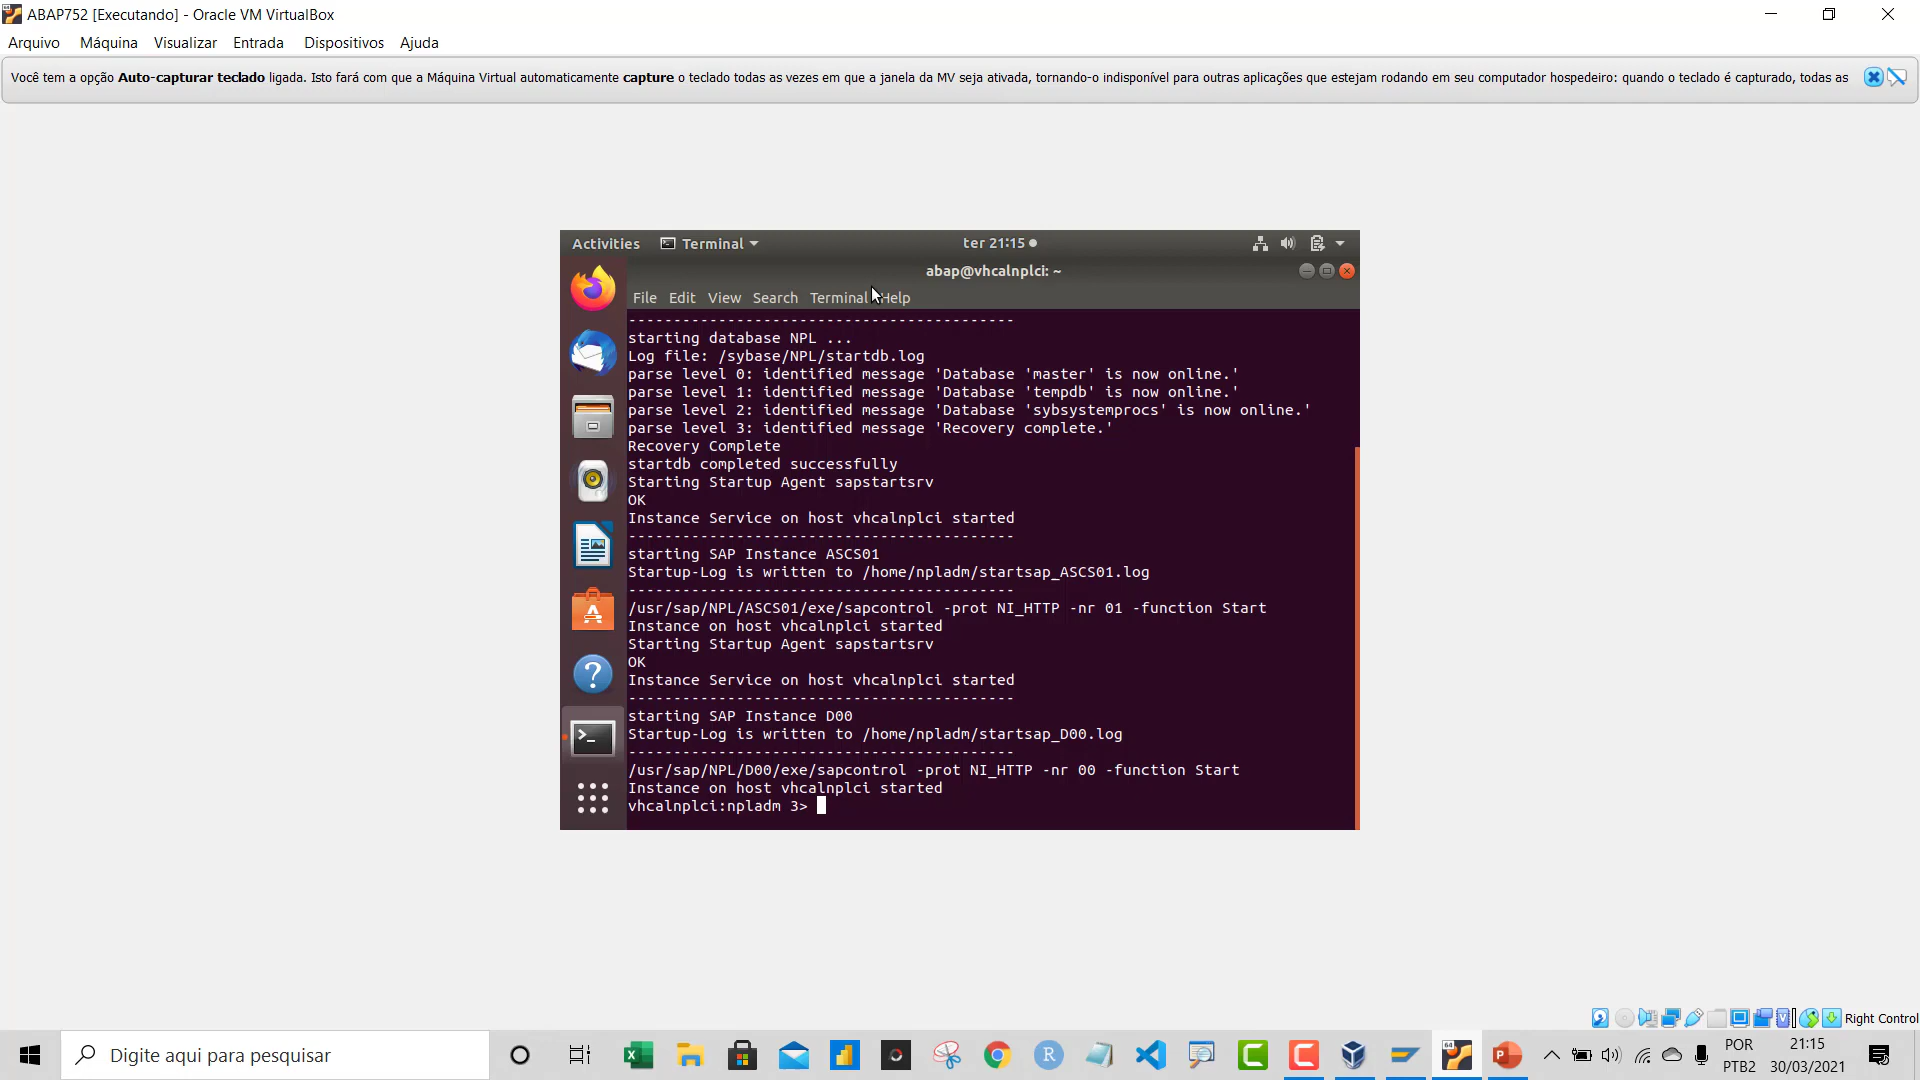 ABAP752 [Executando] - Oracle VM VirtualBox
Arquivo Máquina Visualizar Entrada Dispositivos Ajuda
Você tem a opção Auto-capturar teclado ligada. Isto fará com que a Máquina Virtual automaticamente capture o teclado todas as vezes em que a janela da MV seja ativada, tornando-o indisponível para outras aplicações que estejam rodando em seu computador hospedeiro: quando o teclado é capturado, todas as
Activities Terminal ter 21:15
abap@vhcalnplci: ~
File Edit View Search Terminal Help
-------------------------------------------
starting database NPL ...
Log file: /sybase/NPL/startdb.log
parse level 0: identified message 'Database 'master' is now online.'
parse level 1: identified message 'Database 'tempdb' is now online.'
parse level 2: identified message 'Database 'sybsystemprocs' is now online.'
parse level 3: identified message 'Recovery complete.'
Recovery Complete
startdb completed successfully
Starting Startup Agent sapstartsrv
OK
Instance Service on host vhcalnplci started
-------------------------------------------
starting SAP Instance ASCS01
Startup-Log is written to /home/npladm/startsap_ASCS01.log
-------------------------------------------
/usr/sap/NPL/ASCS01/exe/sapcontrol -prot NI_HTTP -nr 01 -function Start
Instance on host vhcalnplci started
Starting Startup Agent sapstartsrv
OK
Instance Service on host vhcalnplci started
-------------------------------------------
starting SAP Instance D00
Startup-Log is written to /home/npladm/startsap_D00.log
-------------------------------------------
/usr/sap/NPL/D00/exe/sapcontrol -prot NI_HTTP -nr 00 -function Start
Instance on host vhcalnplci started
vhcalnplci:npladm 3>
Right Control
Digite aqui para pesquisar
POR
PTB2
21:15
30/03/2021